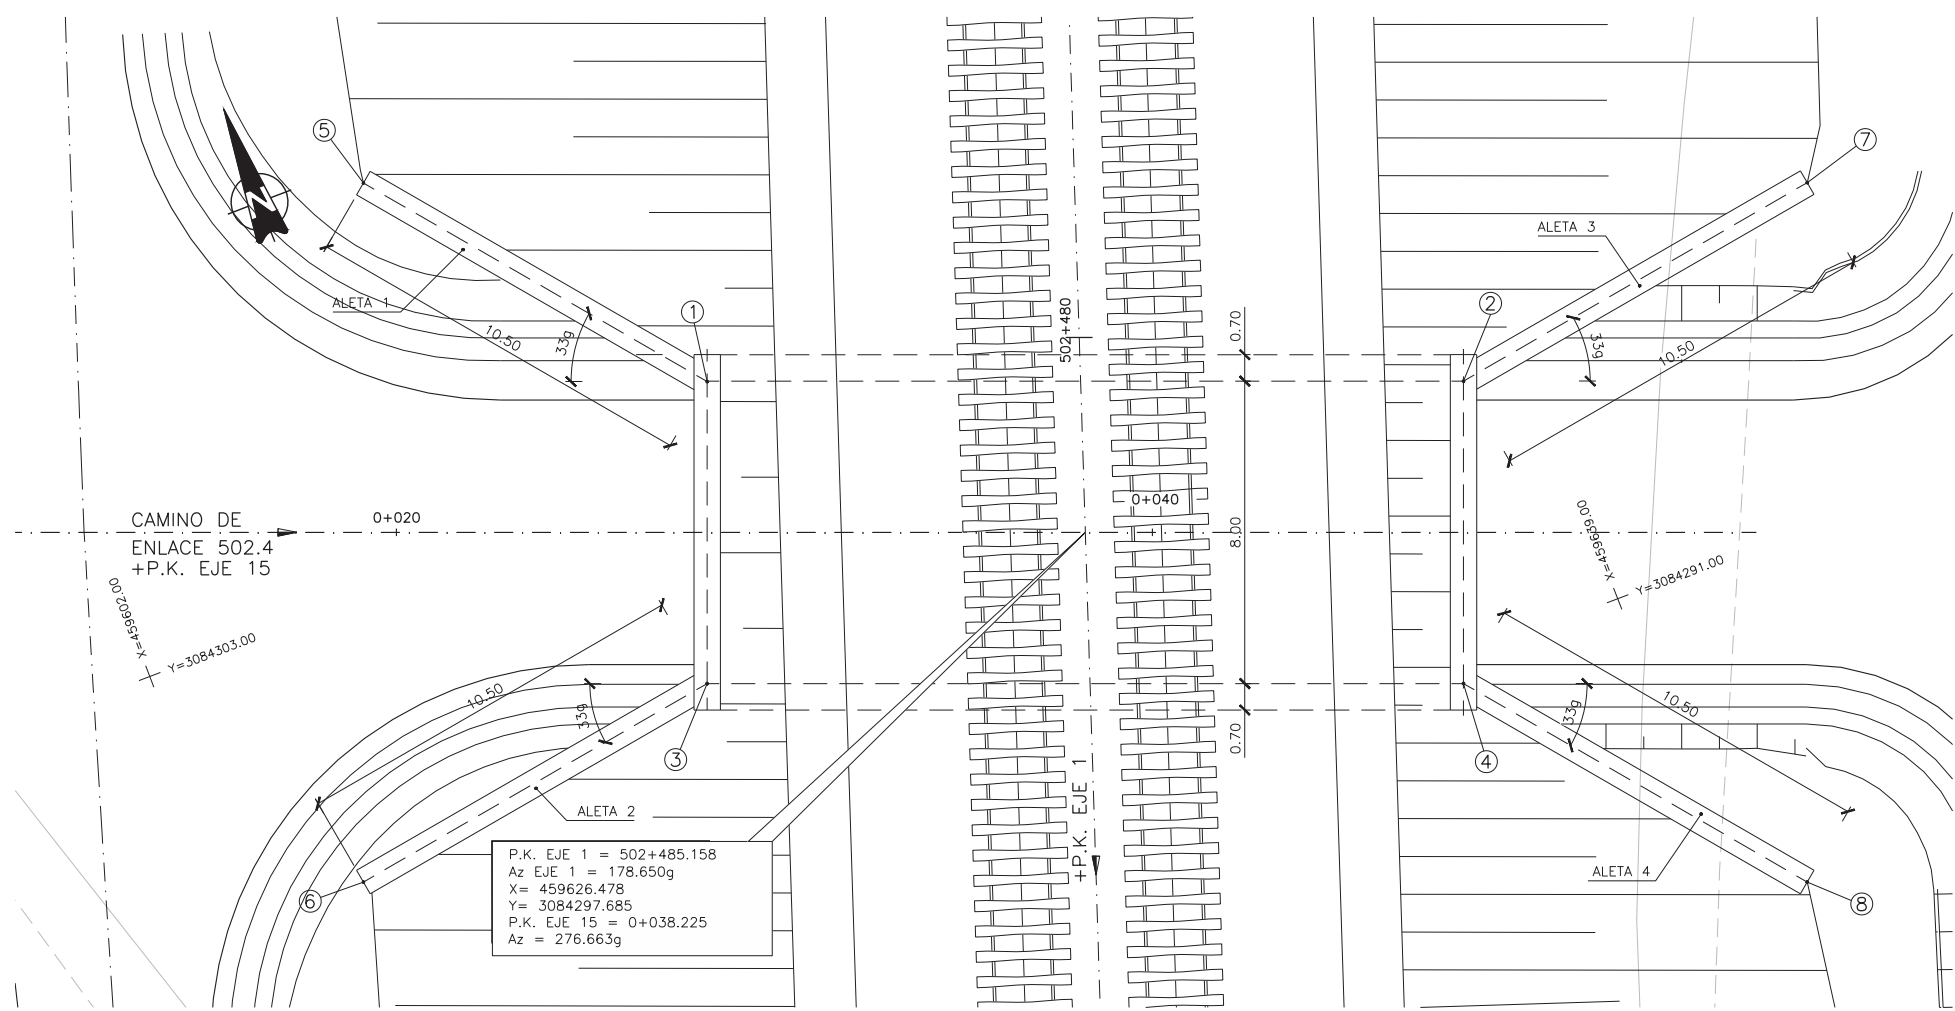 5
7
ALETA 3
ALETA 1
1
2
10.50
33g
502+480
0.70
33g
10.50
0+020
0+040
CAMINO DE
ENLACE 502.4
+P.K. EJE 15
8.00
X=459639.00
Y=3084291.00
X=459602.00
Y=3084303.00
10.50
33g
33g
10.50
3
4
0.70
+P.K. EJE 1
ALETA 2
ALETA 4
6
8
P.K. EJE 1 = 502+485.158
Az EJE 1 = 178.650g
X= 459626.478
Y= 3084297.685
P.K. EJE 15 = 0+038.225
Az = 276.663g